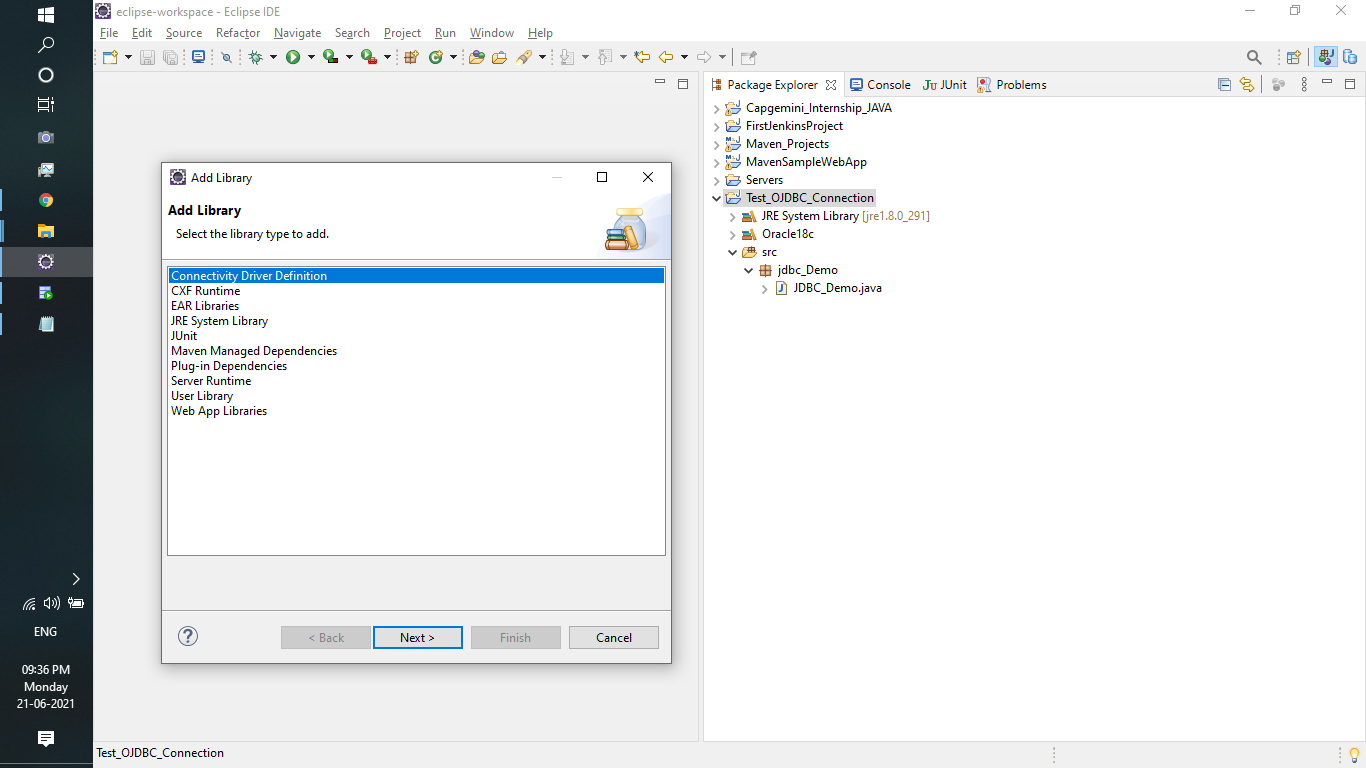 eclipse-workspace - Eclipse IDE
File Edit Source Refactor Navigate Search Project Run Window Help
Package Explorer Console Ju JUnit Problems
Capgemini_Internship_JAVA
FirstJenkinsProject
Maven_Projects
MavenSampleWebApp
Servers
Test_OJDBC_Connection
JRE System Library [jre1.8.0_291]
Oracle18c
src
jdbc_Demo
JDBC_Demo.java
Add Library
Add Library
Select the library type to add.
Connectivity Driver Definition
CXF Runtime
EAR Libraries
JRE System Library
JUnit
Maven Managed Dependencies
Plug-in Dependencies
Server Runtime
User Library
Web App Libraries
< Back Next > Finish Cancel
ENG
09:36 PM
Monday
21-06-2021
Test_OJDBC_Connection